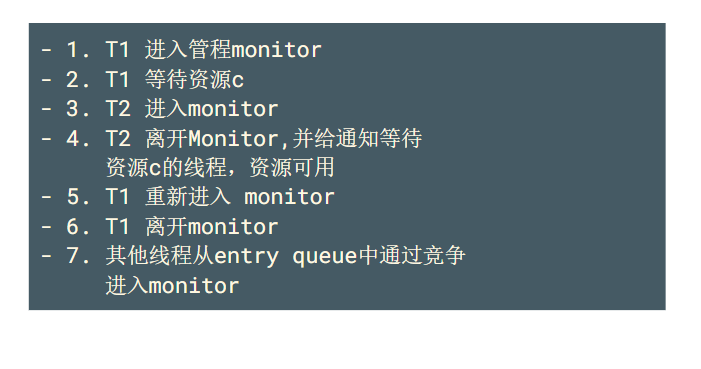 - 1. T1 进入管程monitor
- 2. T1 等待资源c
- 3. T2 进入monitor
- 4. T2 离开Monitor,并给通知等待
资源c的线程，资源可用
- 5. T1 重新进入 monitor
- 6. T1 离开monitor
- 7. 其他线程从entry queue中通过竞争
进入monitor